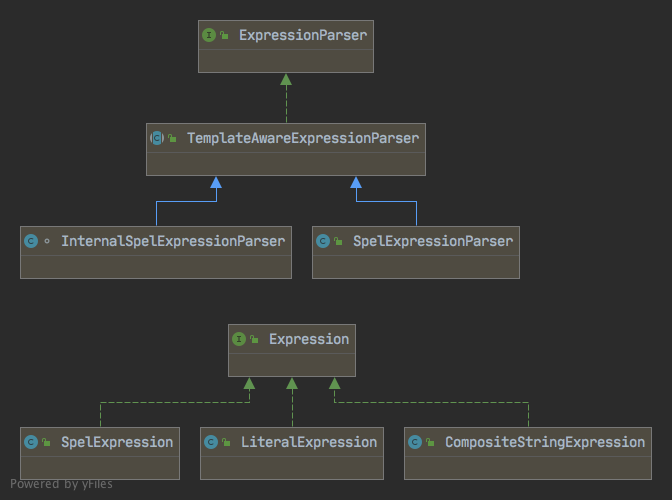 ExpressionParser
TemplateAwareExpressionParser
InternalSpelExpressionParser
SpelExpressionParser
Expression
SpelExpression
LiteralExpression
CompositeStringExpression
Powered by yFiles